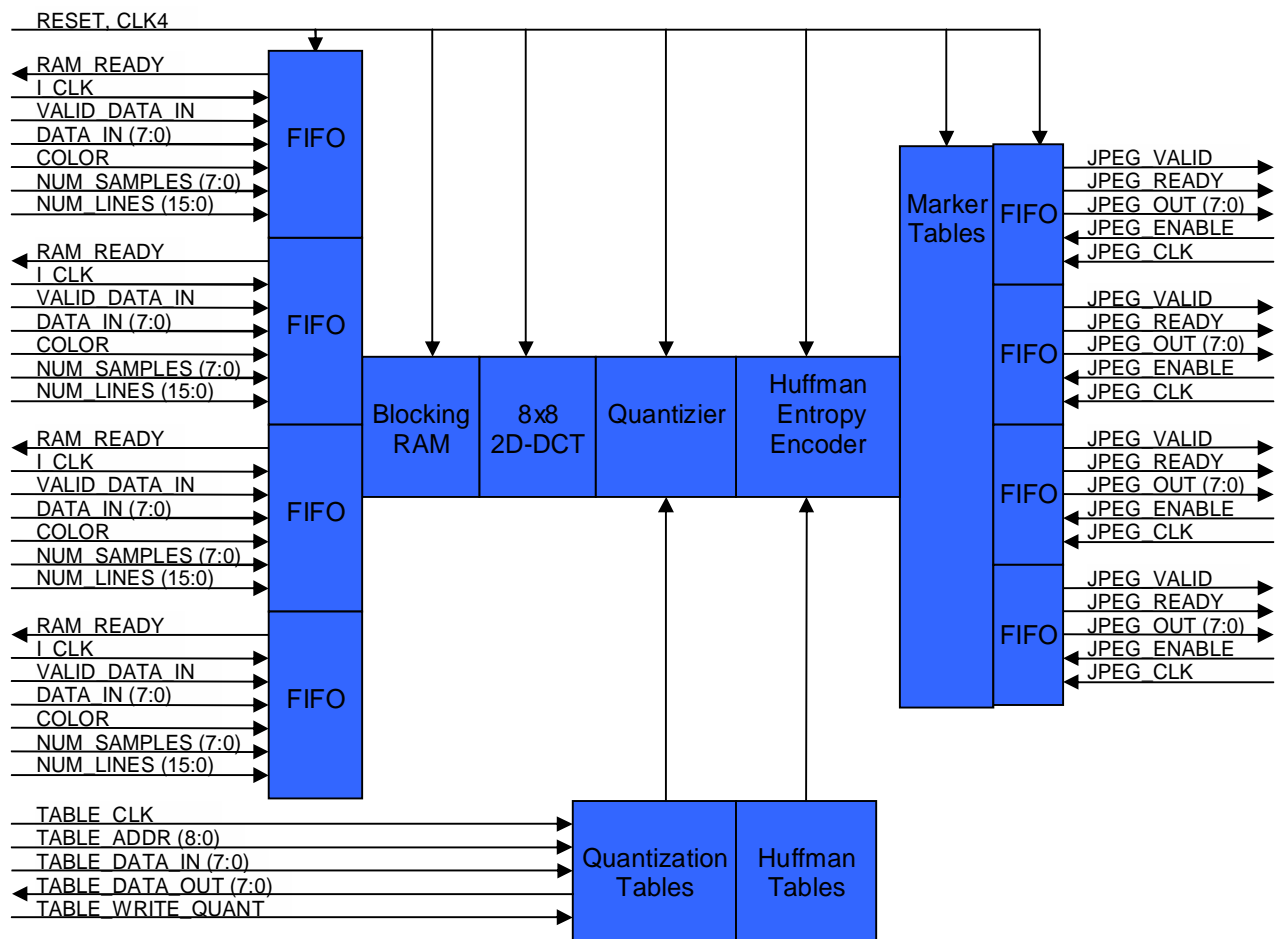 RESET, CLK4
RAM_READY
I_CLK
VALID_DATA_IN
DATA_IN (7:0)
COLOR
NUM_SAMPLES (7:0)
NUM_LINES (15:0)
FIFO
RAM_READY
I_CLK
VALID_DATA_IN
DATA_IN (7:0)
COLOR
NUM_SAMPLES (7:0)
NUM_LINES (15:0)
FIFO
RAM_READY
I_CLK
VALID_DATA_IN
DATA_IN (7:0)
COLOR
NUM_SAMPLES (7:0)
NUM_LINES (15:0)
FIFO
RAM_READY
I_CLK
VALID_DATA_IN
DATA_IN (7:0)
COLOR
NUM_SAMPLES (7:0)
NUM_LINES (15:0)
FIFO
Blocking
RAM
8x8
2D-DCT
Quantizier
Huffman
Entropy
Encoder
Marker
Tables
FIFO
JPEG_VALID
JPEG_READY
JPEG_OUT (7:0)
JPEG_ENABLE
JPEG_CLK
FIFO
JPEG_VALID
JPEG_READY
JPEG_OUT (7:0)
JPEG_ENABLE
JPEG_CLK
FIFO
JPEG_VALID
JPEG_READY
JPEG_OUT (7:0)
JPEG_ENABLE
JPEG_CLK
FIFO
JPEG_VALID
JPEG_READY
JPEG_OUT (7:0)
JPEG_ENABLE
JPEG_CLK
TABLE_CLK
TABLE_ADDR (8:0)
TABLE_DATA_IN (7:0)
TABLE_DATA_OUT (7:0)
TABLE_WRITE_QUANT
Quantization
Tables
Huffman
Tables